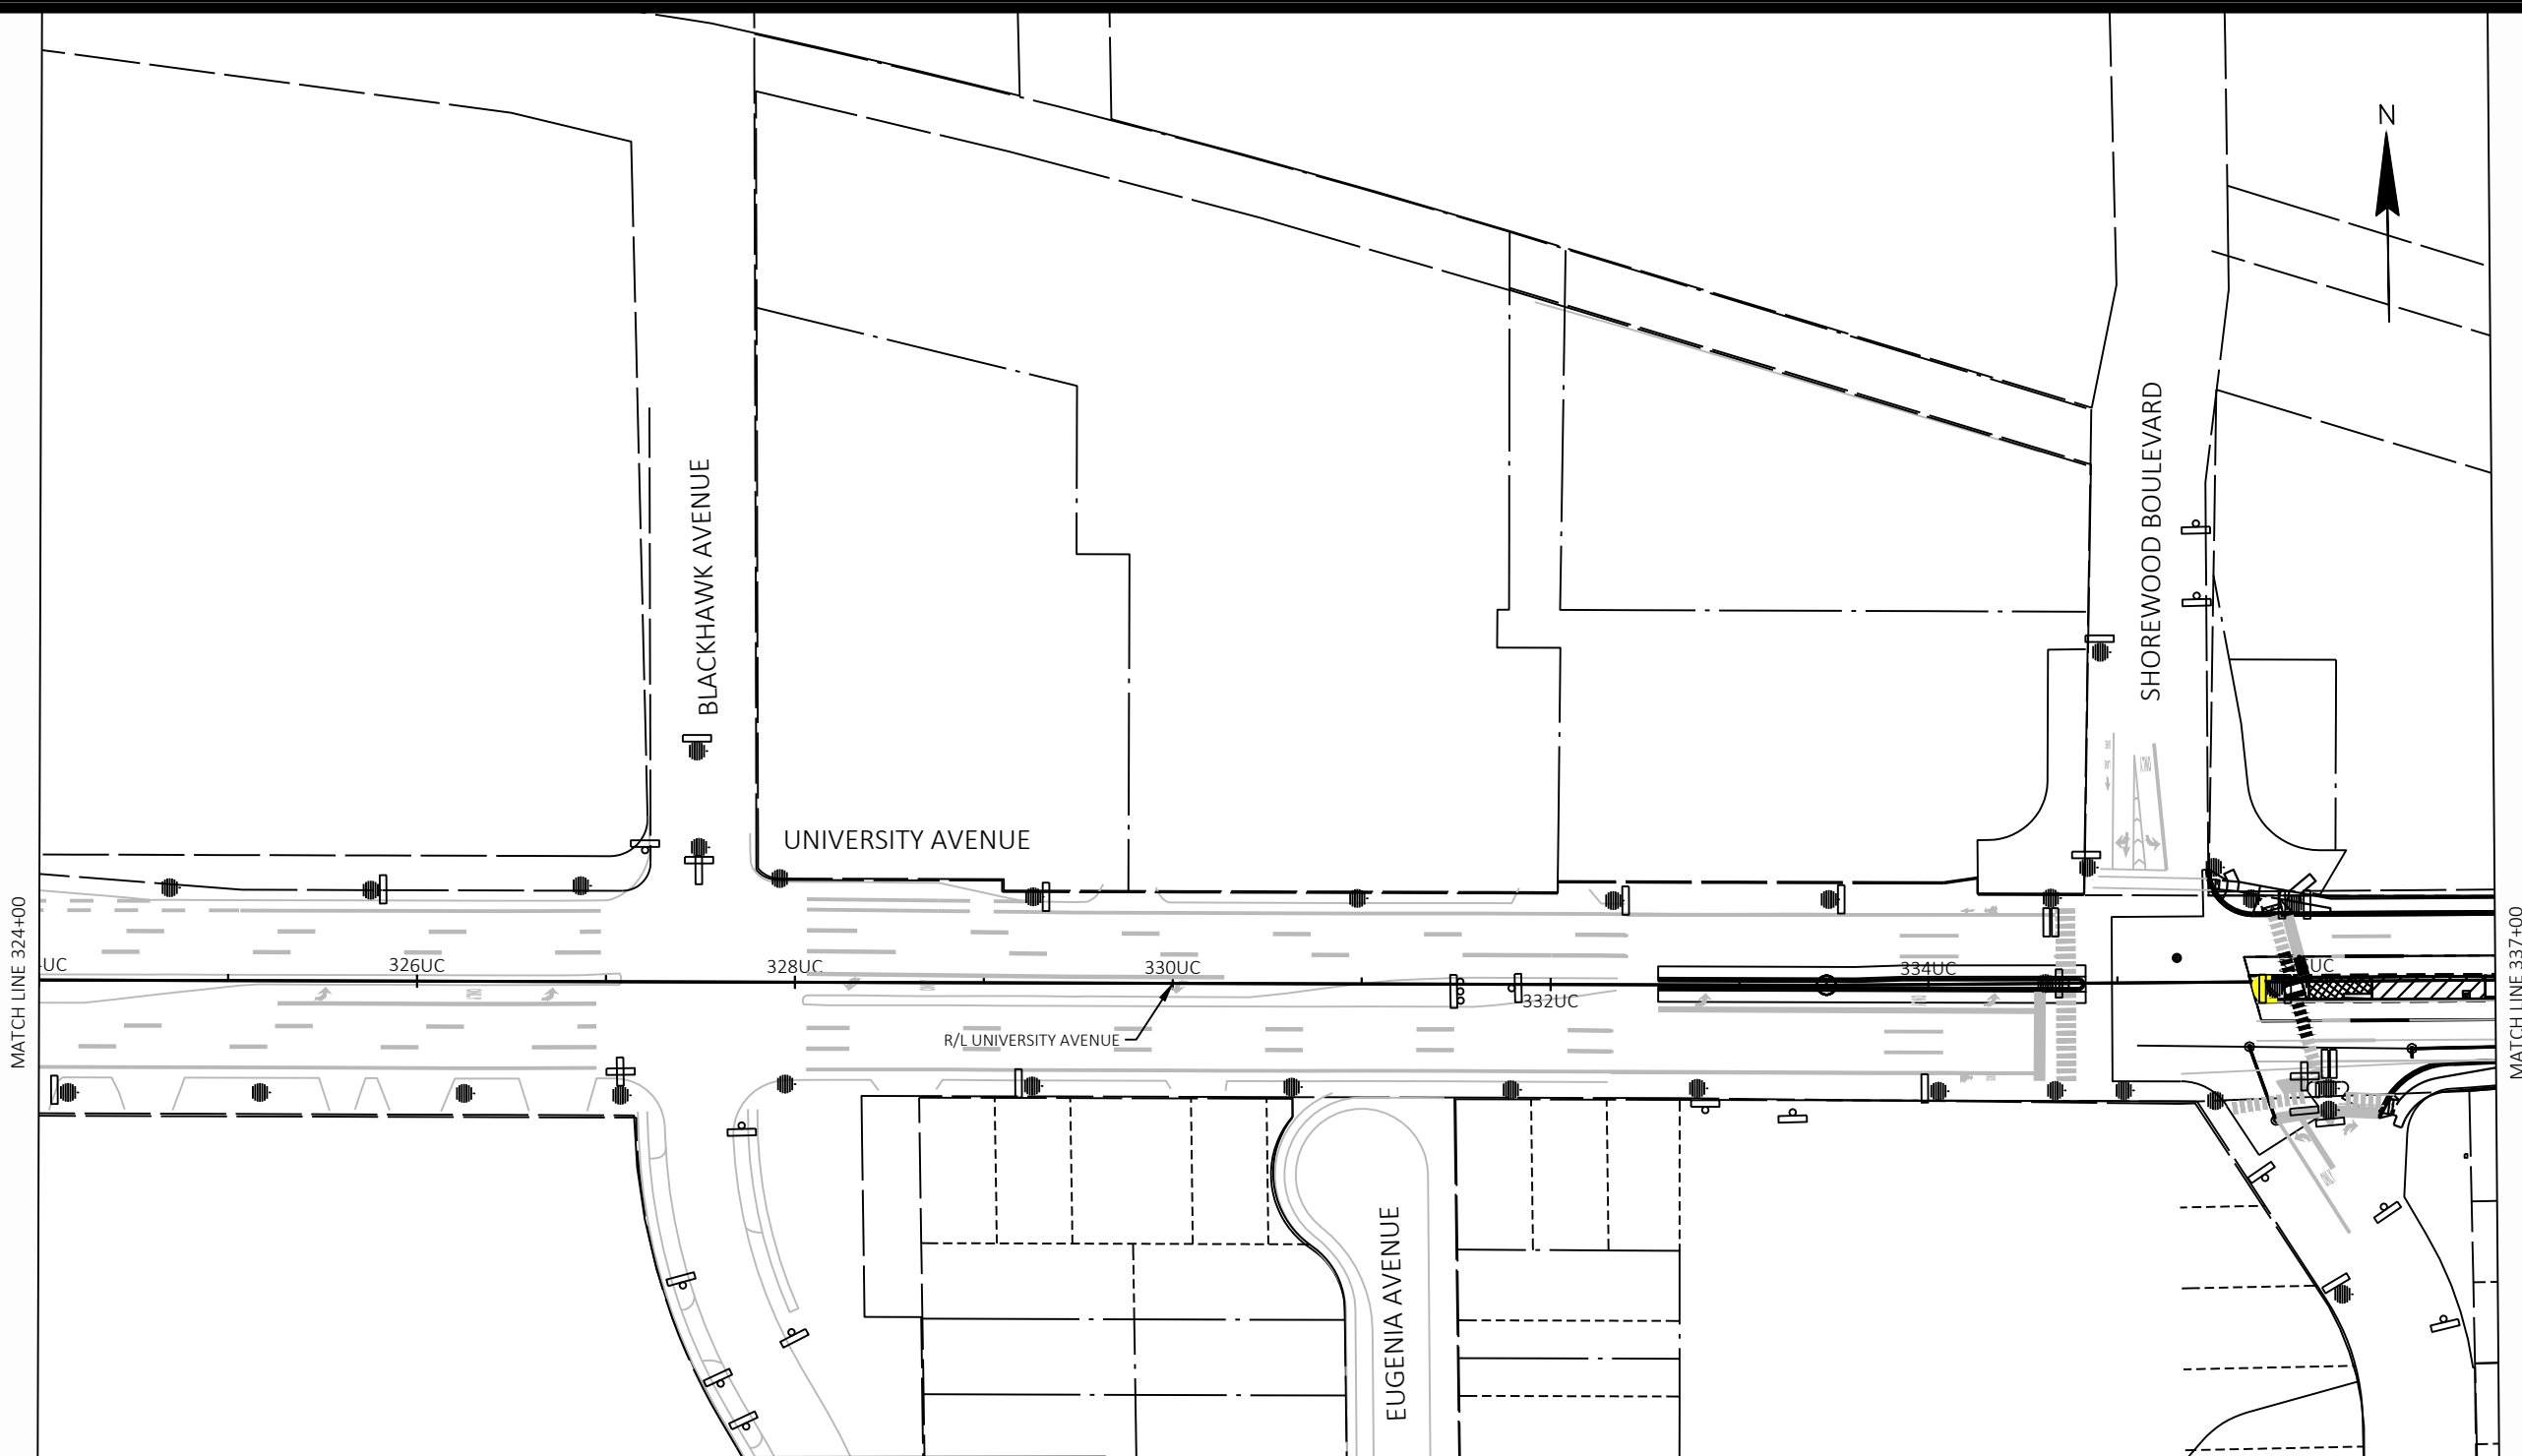 N
SHOREWOOD BOULEVARD
BLACKHAWK AVENUE
ONLY
UNIVERSITY AVENUE
MATCH LINE 324+00
MATCH LINE 337+00
UC
326UC
328UC
330UC
332UC
334UC
UC
R/L UNIVERSITY AVENUE
EUGENIA AVENUE